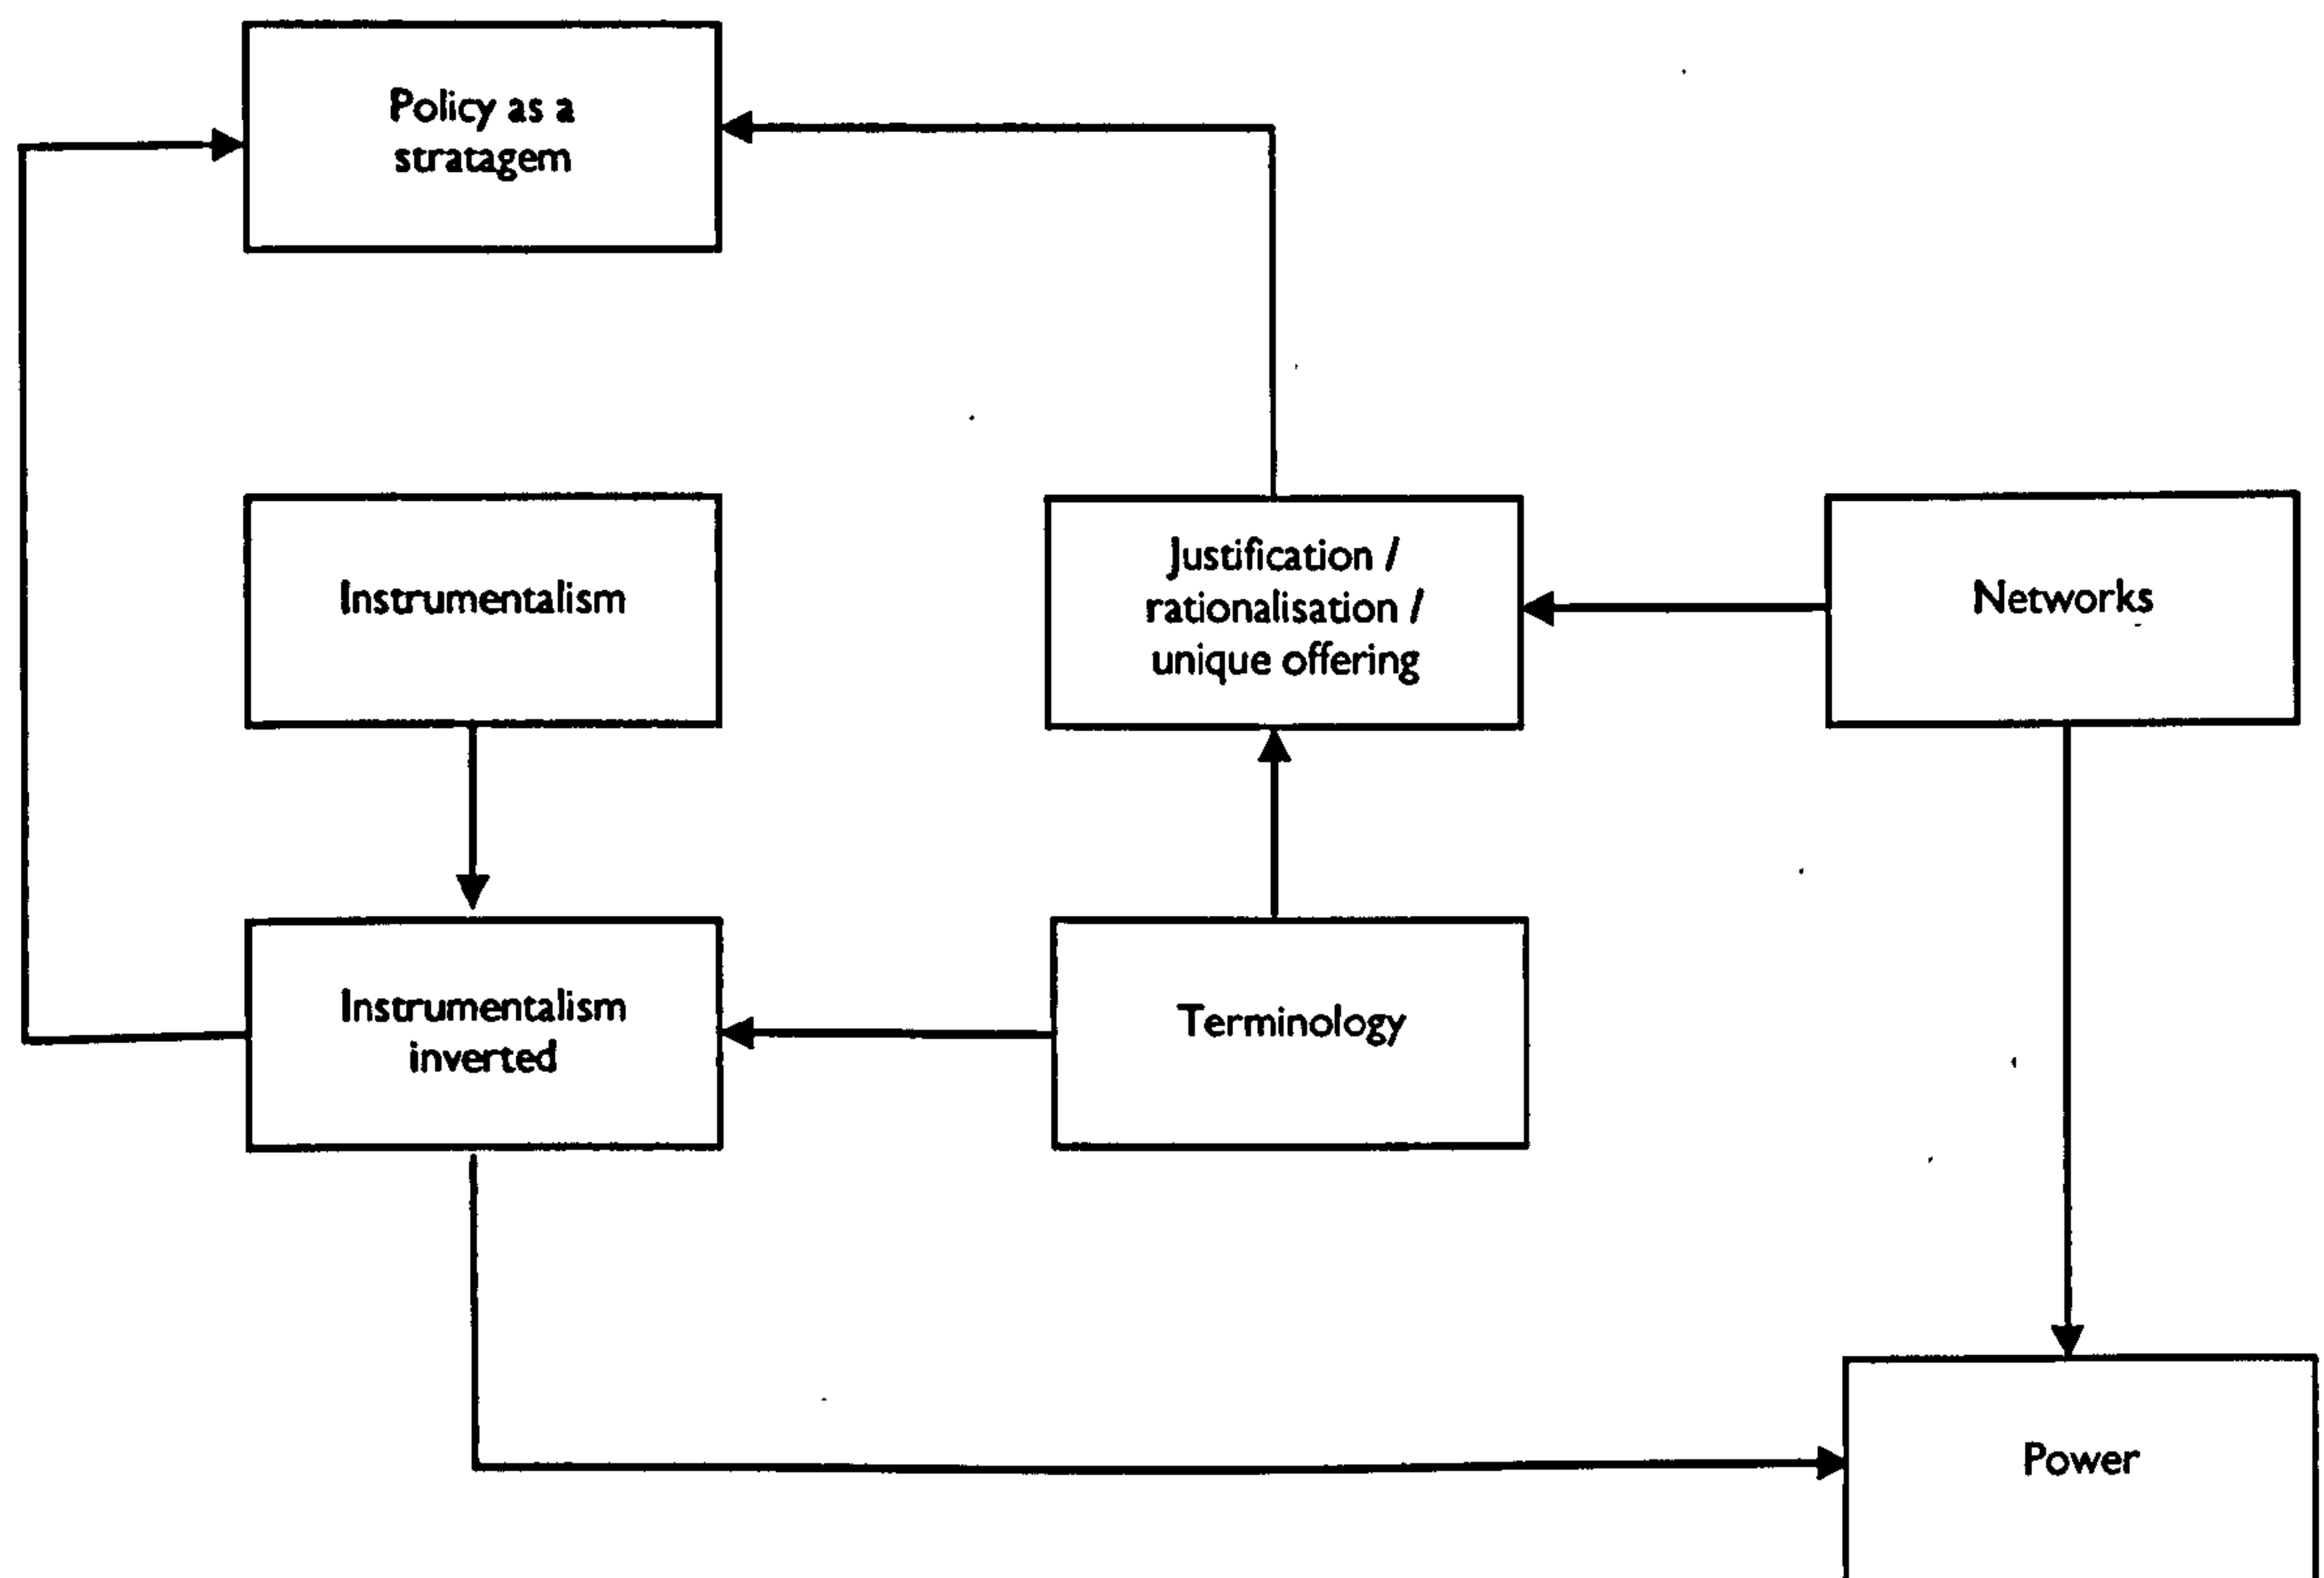 Policy as a
stratagem
Instrumentalism
Justification /
rationalisation /
unique offering
Networks
Instrumentalism
inverted
Terminology
Power